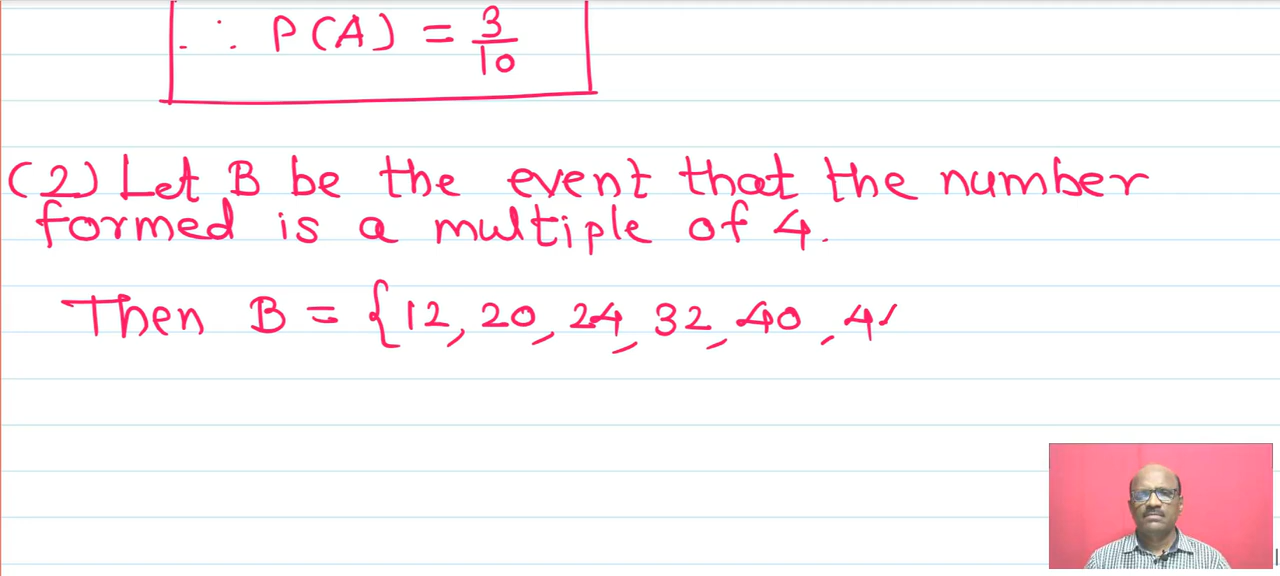 ∴ P(A) = 3/10
(2) Let B be the event that the number
formed is a multiple of 4.
Then B = {12, 20, 24, 32, 40, 4